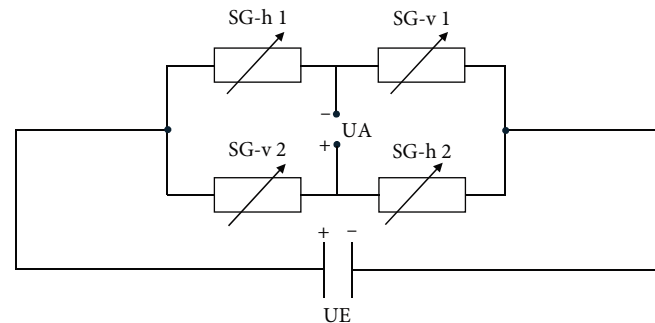 SG-h 1
SG-v 1
−
UA
+
SG-v 2
SG-h 2
+ −
UE